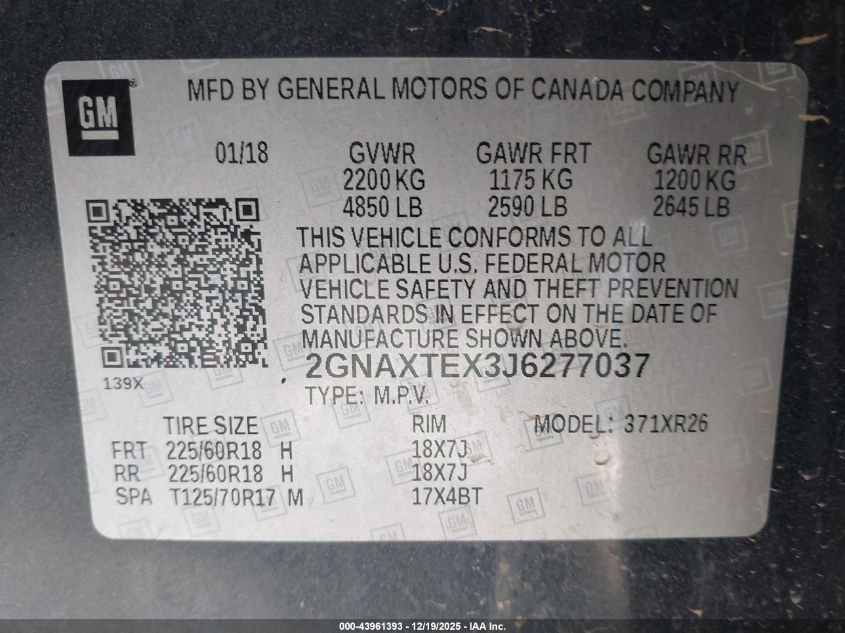 GM
MFD BY GENERAL MOTORS OF CANADA COMPANY
01/18 GVWR GAWR FRT GAWR RR
2200 KG 1175 KG 1200 KG
4850 LB 2590 LB 2645 LB
THIS VEHICLE CONFORMS TO ALL
APPLICABLE U.S. FEDERAL MOTOR
VEHICLE SAFETY AND THEFT PREVENTION
STANDARDS IN EFFECT ON THE DATE OF
MANUFACTURE SHOWN ABOVE.
2GNAXTEX3J6277037
139X
TYPE: M.P.V.
TIRE SIZE RIM MODEL: 371XR26
FRT 225/60R18 H 18X7J
RR 225/60R18 H 18X7J
SPA T125/70R17 M 17X4BT
000-43961393 - 12/19/2025 - IAA Inc.